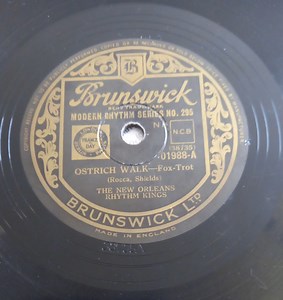 B
Brunswick
MODERN RHYTHM SERIES NO. 295
N.C.B
01988-A
OSTRICH WALK—Fox-Trot
(Rocca, Shields)
THE NEW ORLEANS
RHYTHM KINGS
BRUNSWICK LTD
MADE IN ENGLAND